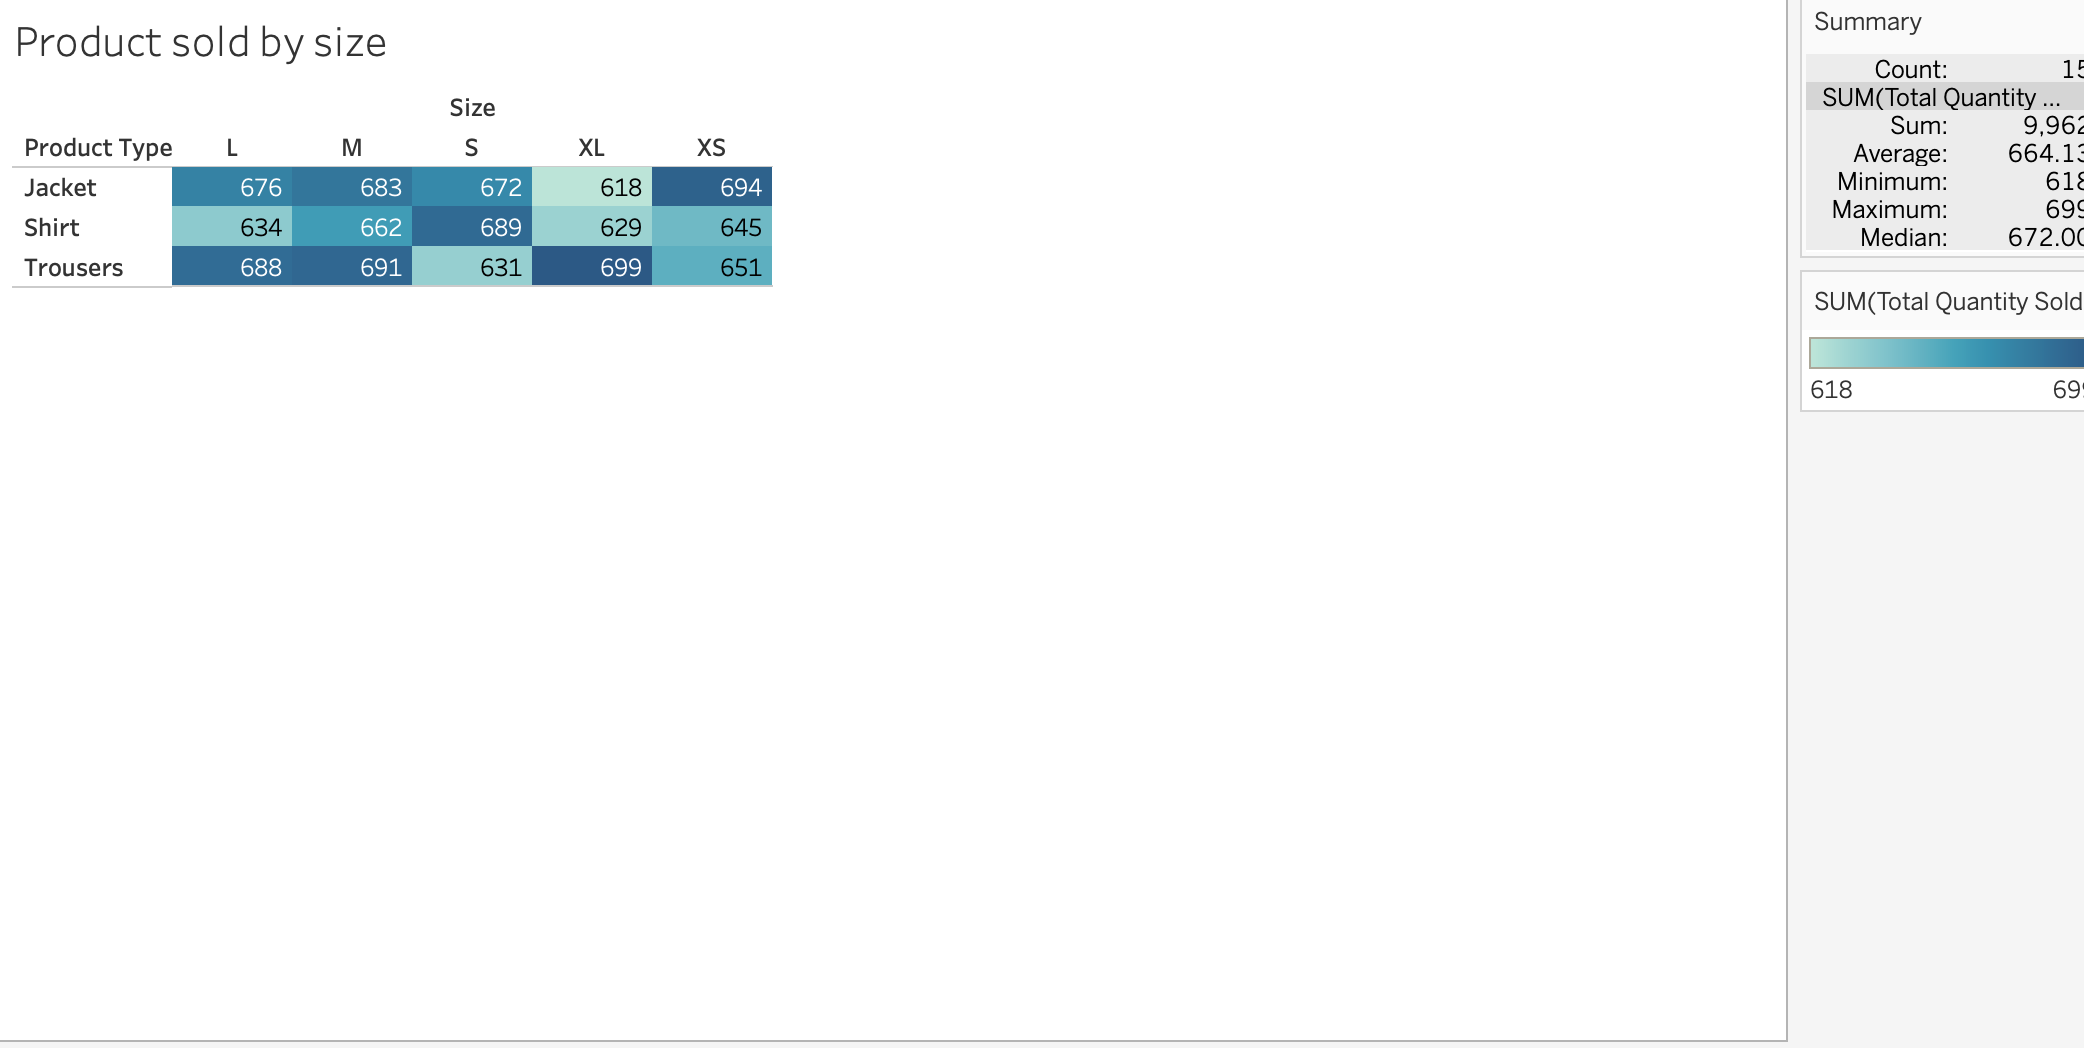 Product sold by size
Size
Product Type L M S XL XS
Jacket 676 683 672 618 694
Shirt 634 662 689 629 645
Trousers 688 691 631 699 651
Summary
Count: 15
SUM(Total Quantity ...
Sum: 9,962
Average: 664.13
Minimum: 618
Maximum: 699
Median: 672.00
SUM(Total Quantity Sold
618 699